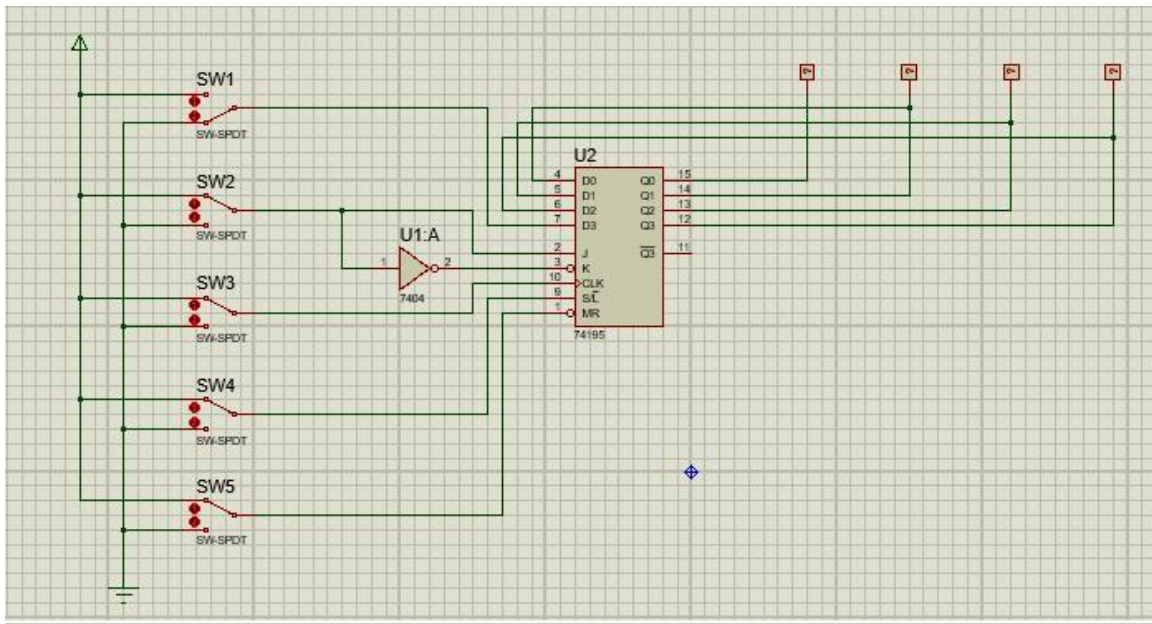 SW1
SW-SPDT
SW2
SW-SPDT
SW3
SW-SPDT
SW4
SW-SPDT
SW5
SW-SPDT
U1:A
1
2
7404
U2
4 D0 Q0 15
5 D1 Q1 14
6 D2 Q2 13
7 D3 Q3 12
2 J Q3 11
3 K
10 CLK
9 S/L
1 MR
74195
? ? ? ?